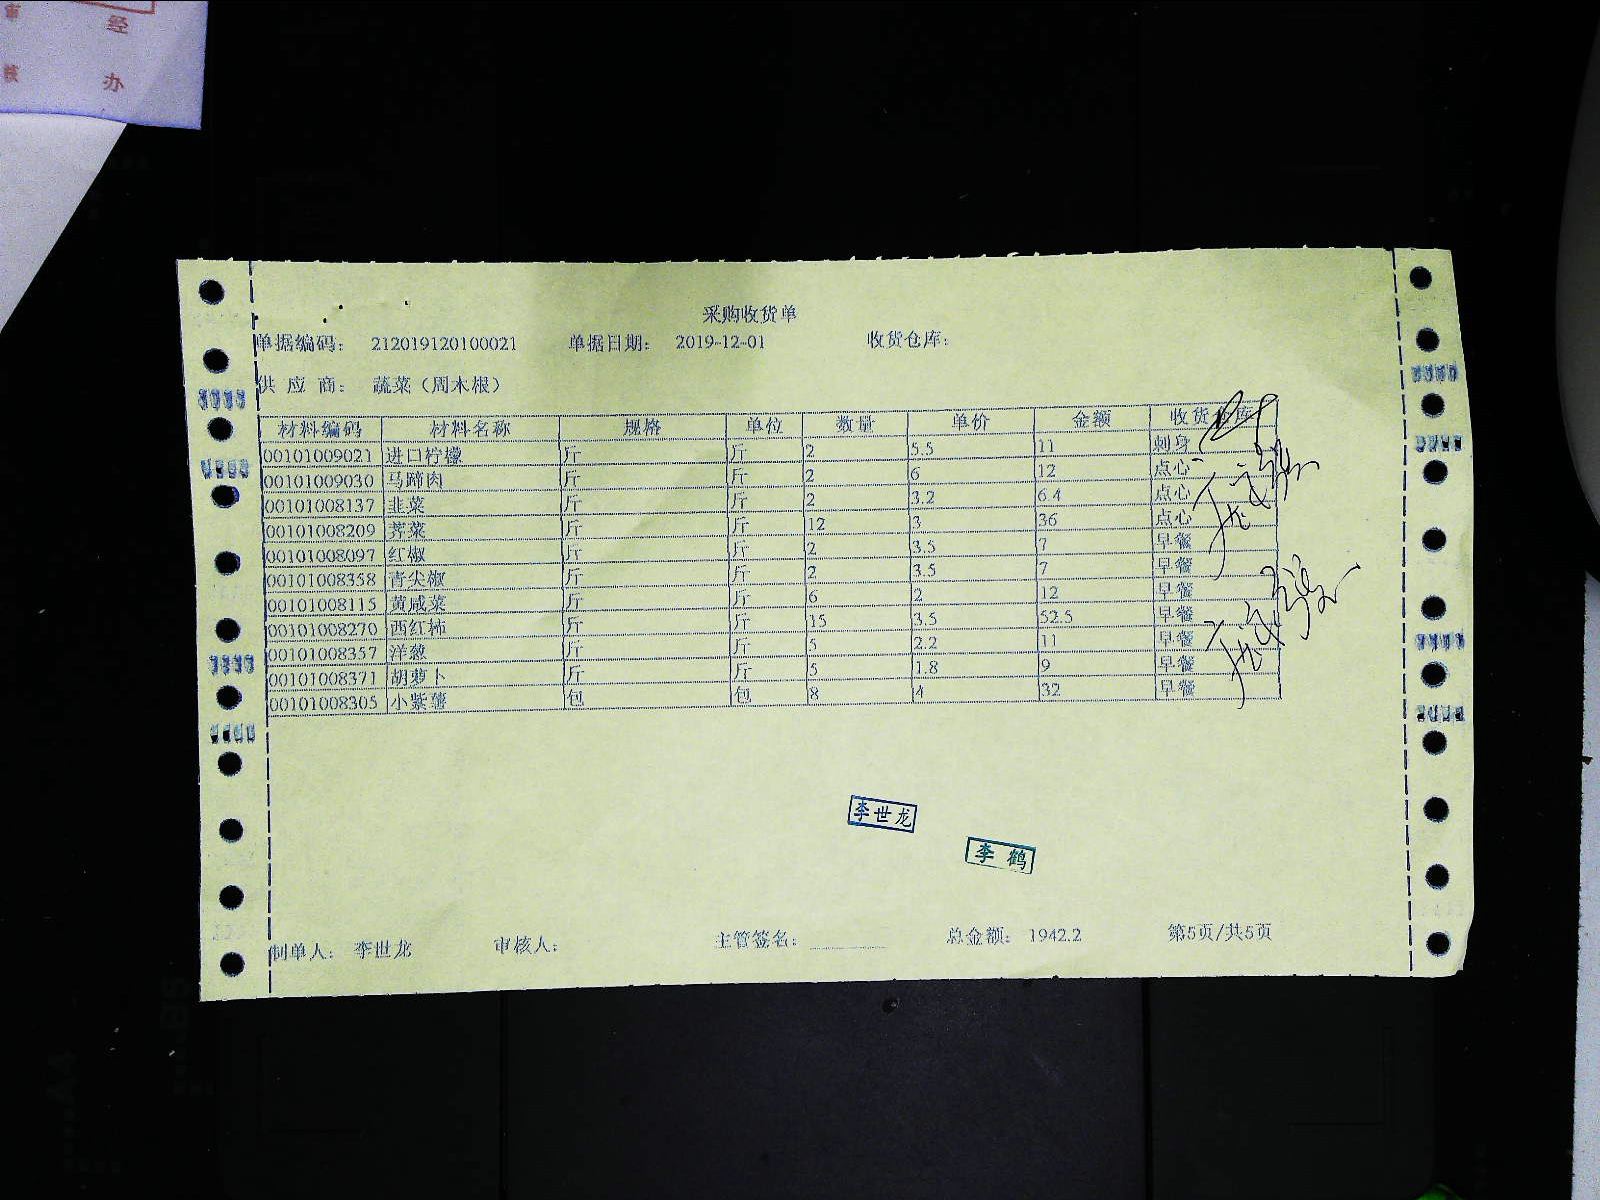 经
办
采购收货单
单据编码： 212019120100021 单据日期： 2019-12-01 收货仓库：
供应商： 蔬菜（周木根）
材料编码 材料名称 规格 单位 数量 单价 金额 收货仓库
00101009021 进口柠檬 斤 斤 2 5.5 11 刺身
00101009030 马蹄肉 斤 斤 2 6 12 点心
00101008137 韭菜 斤 斤 2 3.2 6.4 点心
00101008209 荠菜 斤 斤 12 3 36 点心
00101008097 红椒 斤 斤 2 3.5 7 早餐
00101008358 青尖椒 斤 斤 2 3.5 7 早餐
00101008115 黄咸菜 斤 斤 6 2 12 早餐
00101008270 西红柿 斤 斤 15 3.5 52.5 早餐
00101008357 洋葱 斤 斤 5 2.2 11 早餐
00101008371 胡萝卜 斤 斤 5 1.8 9 早餐
00101008305 小紫薯 包 包 8 4 32 早餐
李世龙
李鹤
制单人： 李世龙 审核人： 主管签名： 总金额： 1942.2 第5页/共5页